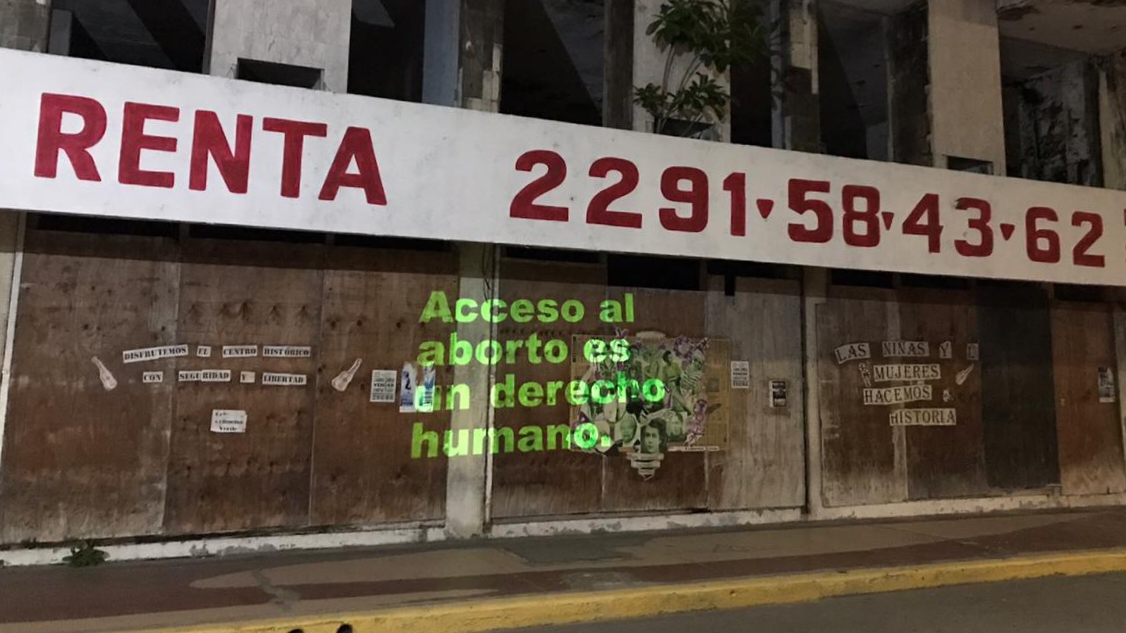 RENTA 2291·58·43·62
Acceso al
aborto es
un derecho
humano.
DISFRUTEMOS EL CENTRO HISTÓRICO
CON SEGURIDAD Y LIBERTAD
LAS NIÑAS Y
MUJERES
HACEMOS
HISTORIA